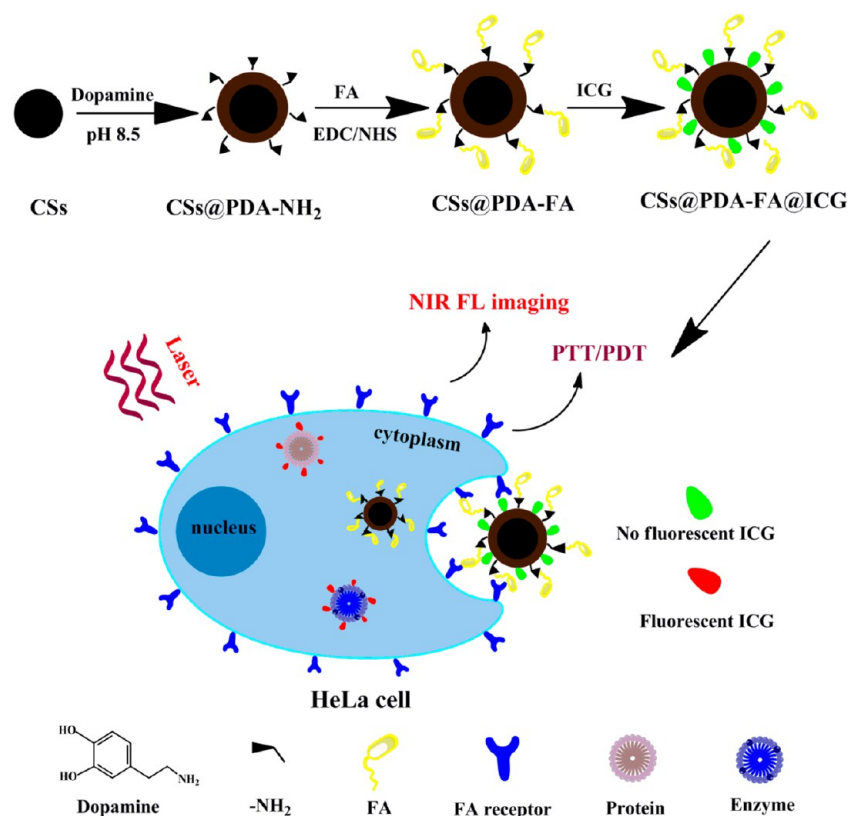 Dopamine
pH 8.5
FA
EDC/NHS
ICG
CSs
CSs@PDA-NH2
CSs@PDA-FA
CSs@PDA-FA@ICG
NIR FL imaging
PTT/PDT
Laser
cytoplasm
nucleus
No fluorescent ICG
Fluorescent ICG
HeLa cell
HO
HO
NH2
Dopamine
-NH2
FA
FA receptor
Protein
Enzyme